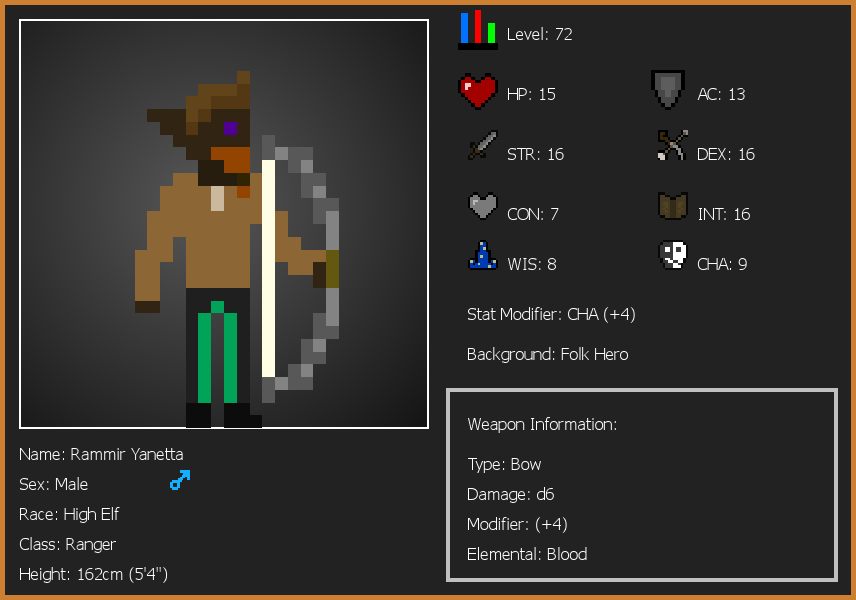 Level: 72
HP: 15
AC: 13
STR: 16
DEX: 16
CON: 7
INT: 16
WIS: 8
CHA: 9
Stat Modifier: CHA (+4)
Background: Folk Hero
Weapon Information:
Type: Bow
Damage: d6
Modifier: (+4)
Elemental: Blood
Name: Rammir Yanetta
Sex: Male
Race: High Elf
Class: Ranger
Height: 162cm (5'4")